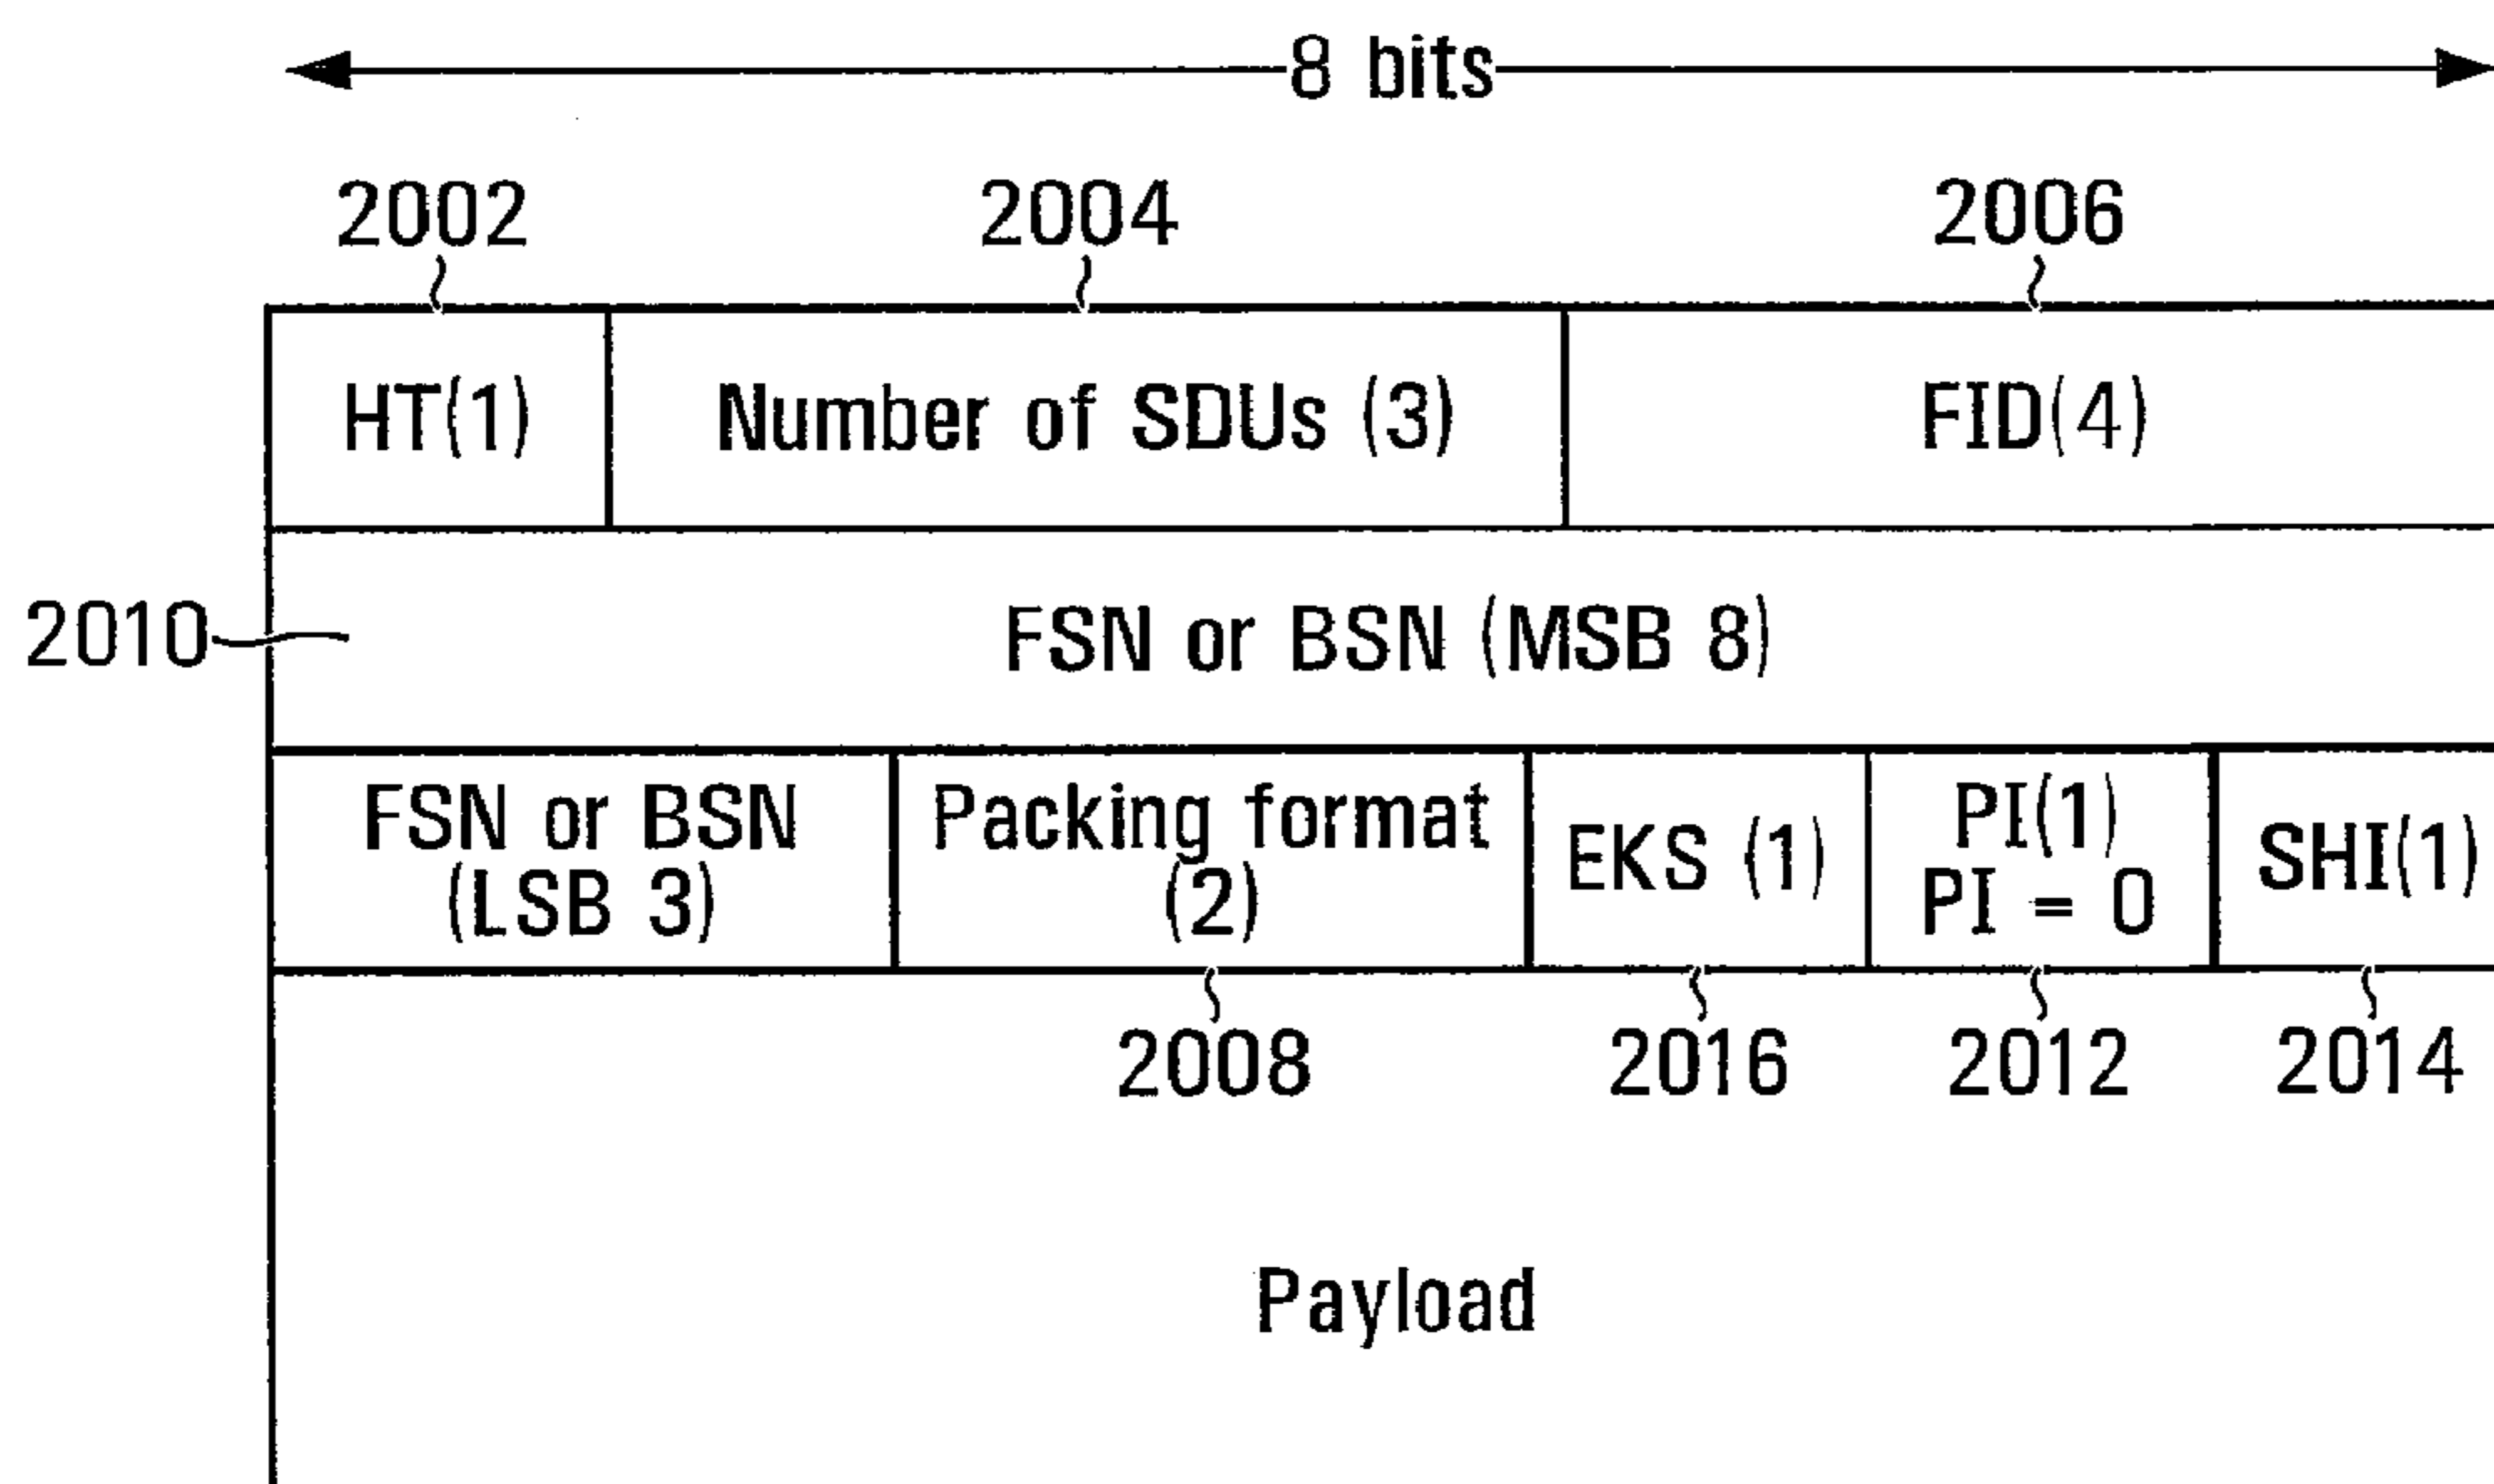 8 bits
2002 2004 2006
HT(1) Number of SDUs (3) FID(4)
2010 FSN or BSN (MSB 8)
FSN or BSN
(LSB 3)
Packing format
(2)
EKS (1)
PI(1)
PI = 0
SHI(1)
2008 2016 2012 2014
Payload